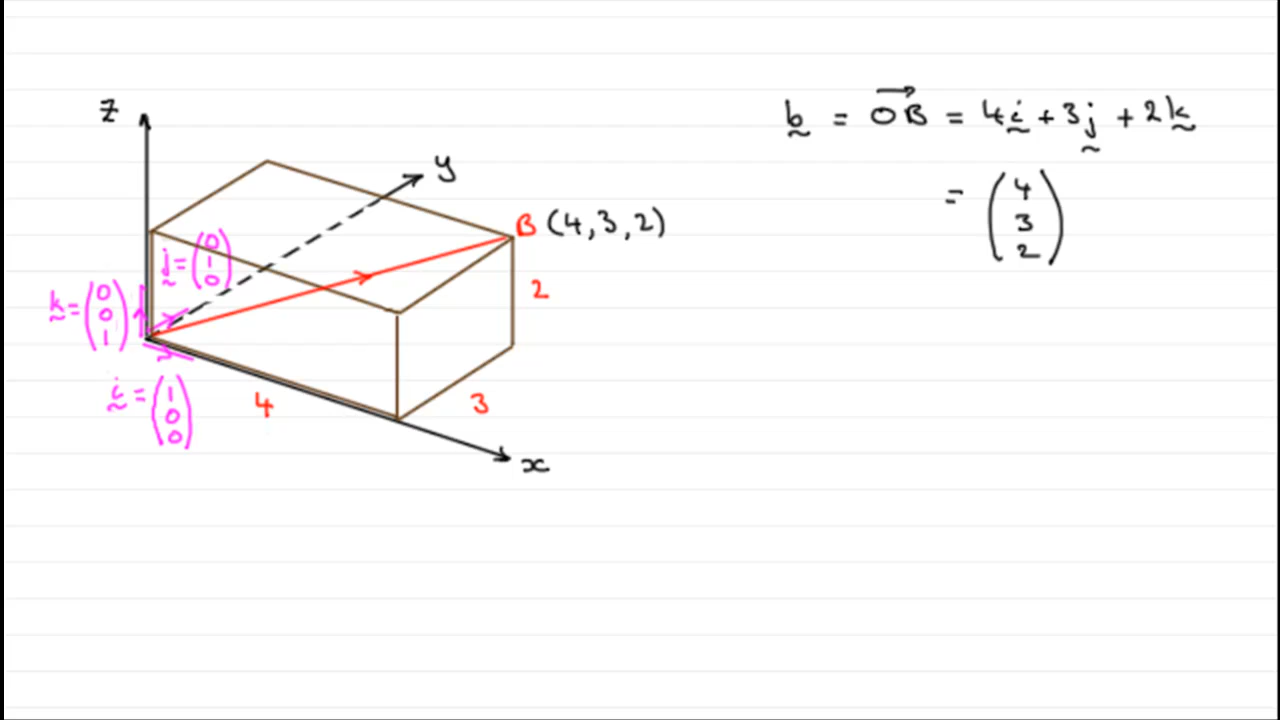 z
y
B (4,3,2)
j = (0 1 0)
k = (0 0 1)
2
i = (1 0 0)
4
3
x
b = OB = 4i + 3j + 2k
= (4 3 2)